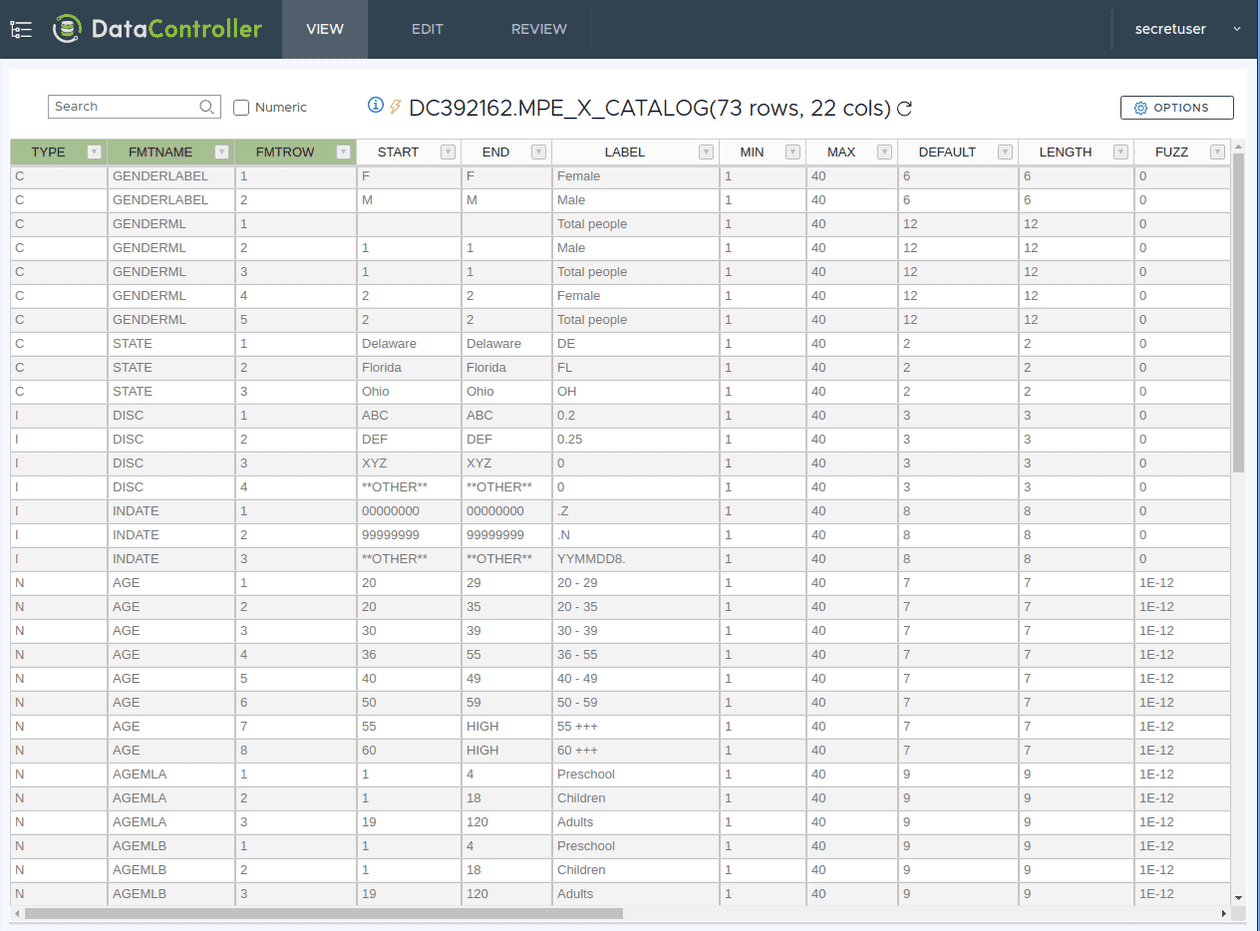 DataController VIEW EDIT REVIEW secretuser
Search Numeric DC392162.MPE_X_CATALOG(73 rows, 22 cols) OPTIONS
TYPE FMTNAME FMTROW START END LABEL MIN MAX DEFAULT LENGTH FUZZ
C GENDERLABEL 1 F F Female 1 40 6 6 0
C GENDERLABEL 2 M M Male 1 40 6 6 0
C GENDERML 1 Total people 1 40 12 12 0
C GENDERML 2 1 1 Male 1 40 12 12 0
C GENDERML 3 1 1 Total people 1 40 12 12 0
C GENDERML 4 2 2 Female 1 40 12 12 0
C GENDERML 5 2 2 Total people 1 40 12 12 0
C STATE 1 Delaware Delaware DE 1 40 2 2 0
C STATE 2 Florida Florida FL 1 40 2 2 0
C STATE 3 Ohio Ohio OH 1 40 2 2 0
I DISC 1 ABC ABC 0.2 1 40 3 3 0
I DISC 2 DEF DEF 0.25 1 40 3 3 0
I DISC 3 XYZ XYZ 0 1 40 3 3 0
I DISC 4 **OTHER** **OTHER** 0 1 40 3 3 0
I INDATE 1 00000000 00000000 .Z 1 40 8 8 0
I INDATE 2 99999999 99999999 .N 1 40 8 8 0
I INDATE 3 **OTHER** **OTHER** YYMMDD8. 1 40 8 8 0
N AGE 1 20 29 20 - 29 1 40 7 7 1E-12
N AGE 2 20 35 20 - 35 1 40 7 7 1E-12
N AGE 3 30 39 30 - 39 1 40 7 7 1E-12
N AGE 4 36 55 36 - 55 1 40 7 7 1E-12
N AGE 5 40 49 40 - 49 1 40 7 7 1E-12
N AGE 6 50 59 50 - 59 1 40 7 7 1E-12
N AGE 7 55 HIGH 55 +++ 1 40 7 7 1E-12
N AGE 8 60 HIGH 60 +++ 1 40 7 7 1E-12
N AGEMLA 1 1 4 Preschool 1 40 9 9 1E-12
N AGEMLA 2 1 18 Children 1 40 9 9 1E-12
N AGEMLA 3 19 120 Adults 1 40 9 9 1E-12
N AGEMLB 1 1 4 Preschool 1 40 9 9 1E-12
N AGEMLB 2 1 18 Children 1 40 9 9 1E-12
N AGEMLB 3 19 120 Adults 1 40 9 9 1E-12